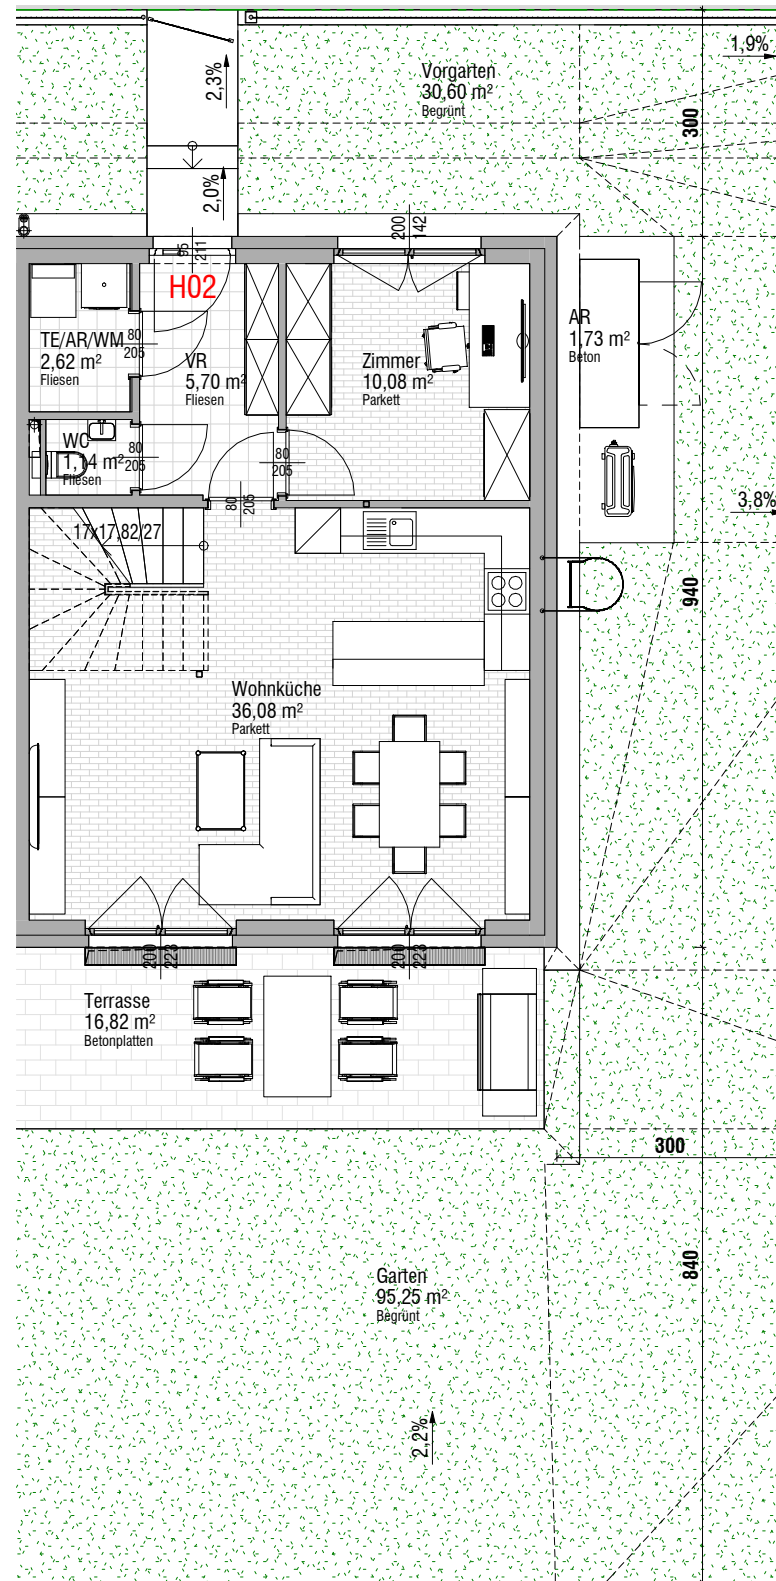 1,9%
Vorgarten
30,60 m²
Begrünt
2,3%
300
2,0%
200
142
95
211
H02
TE/AR/WM
2,62 m²
Fliesen
80
205
VR
5,70 m²
Fliesen
Zimmer
10,08 m²
Parkett
AR
1,73 m²
Beton
WC
1,14 m²
Fliesen
80
205
80
205
80
205
3,8%
17x17,82/27
940
Wohnküche
36,08 m²
Parkett
200
223
200
223
Terrasse
16,82 m²
Betonplatten
300
840
Garten
95,25 m²
Begrünt
2,2%